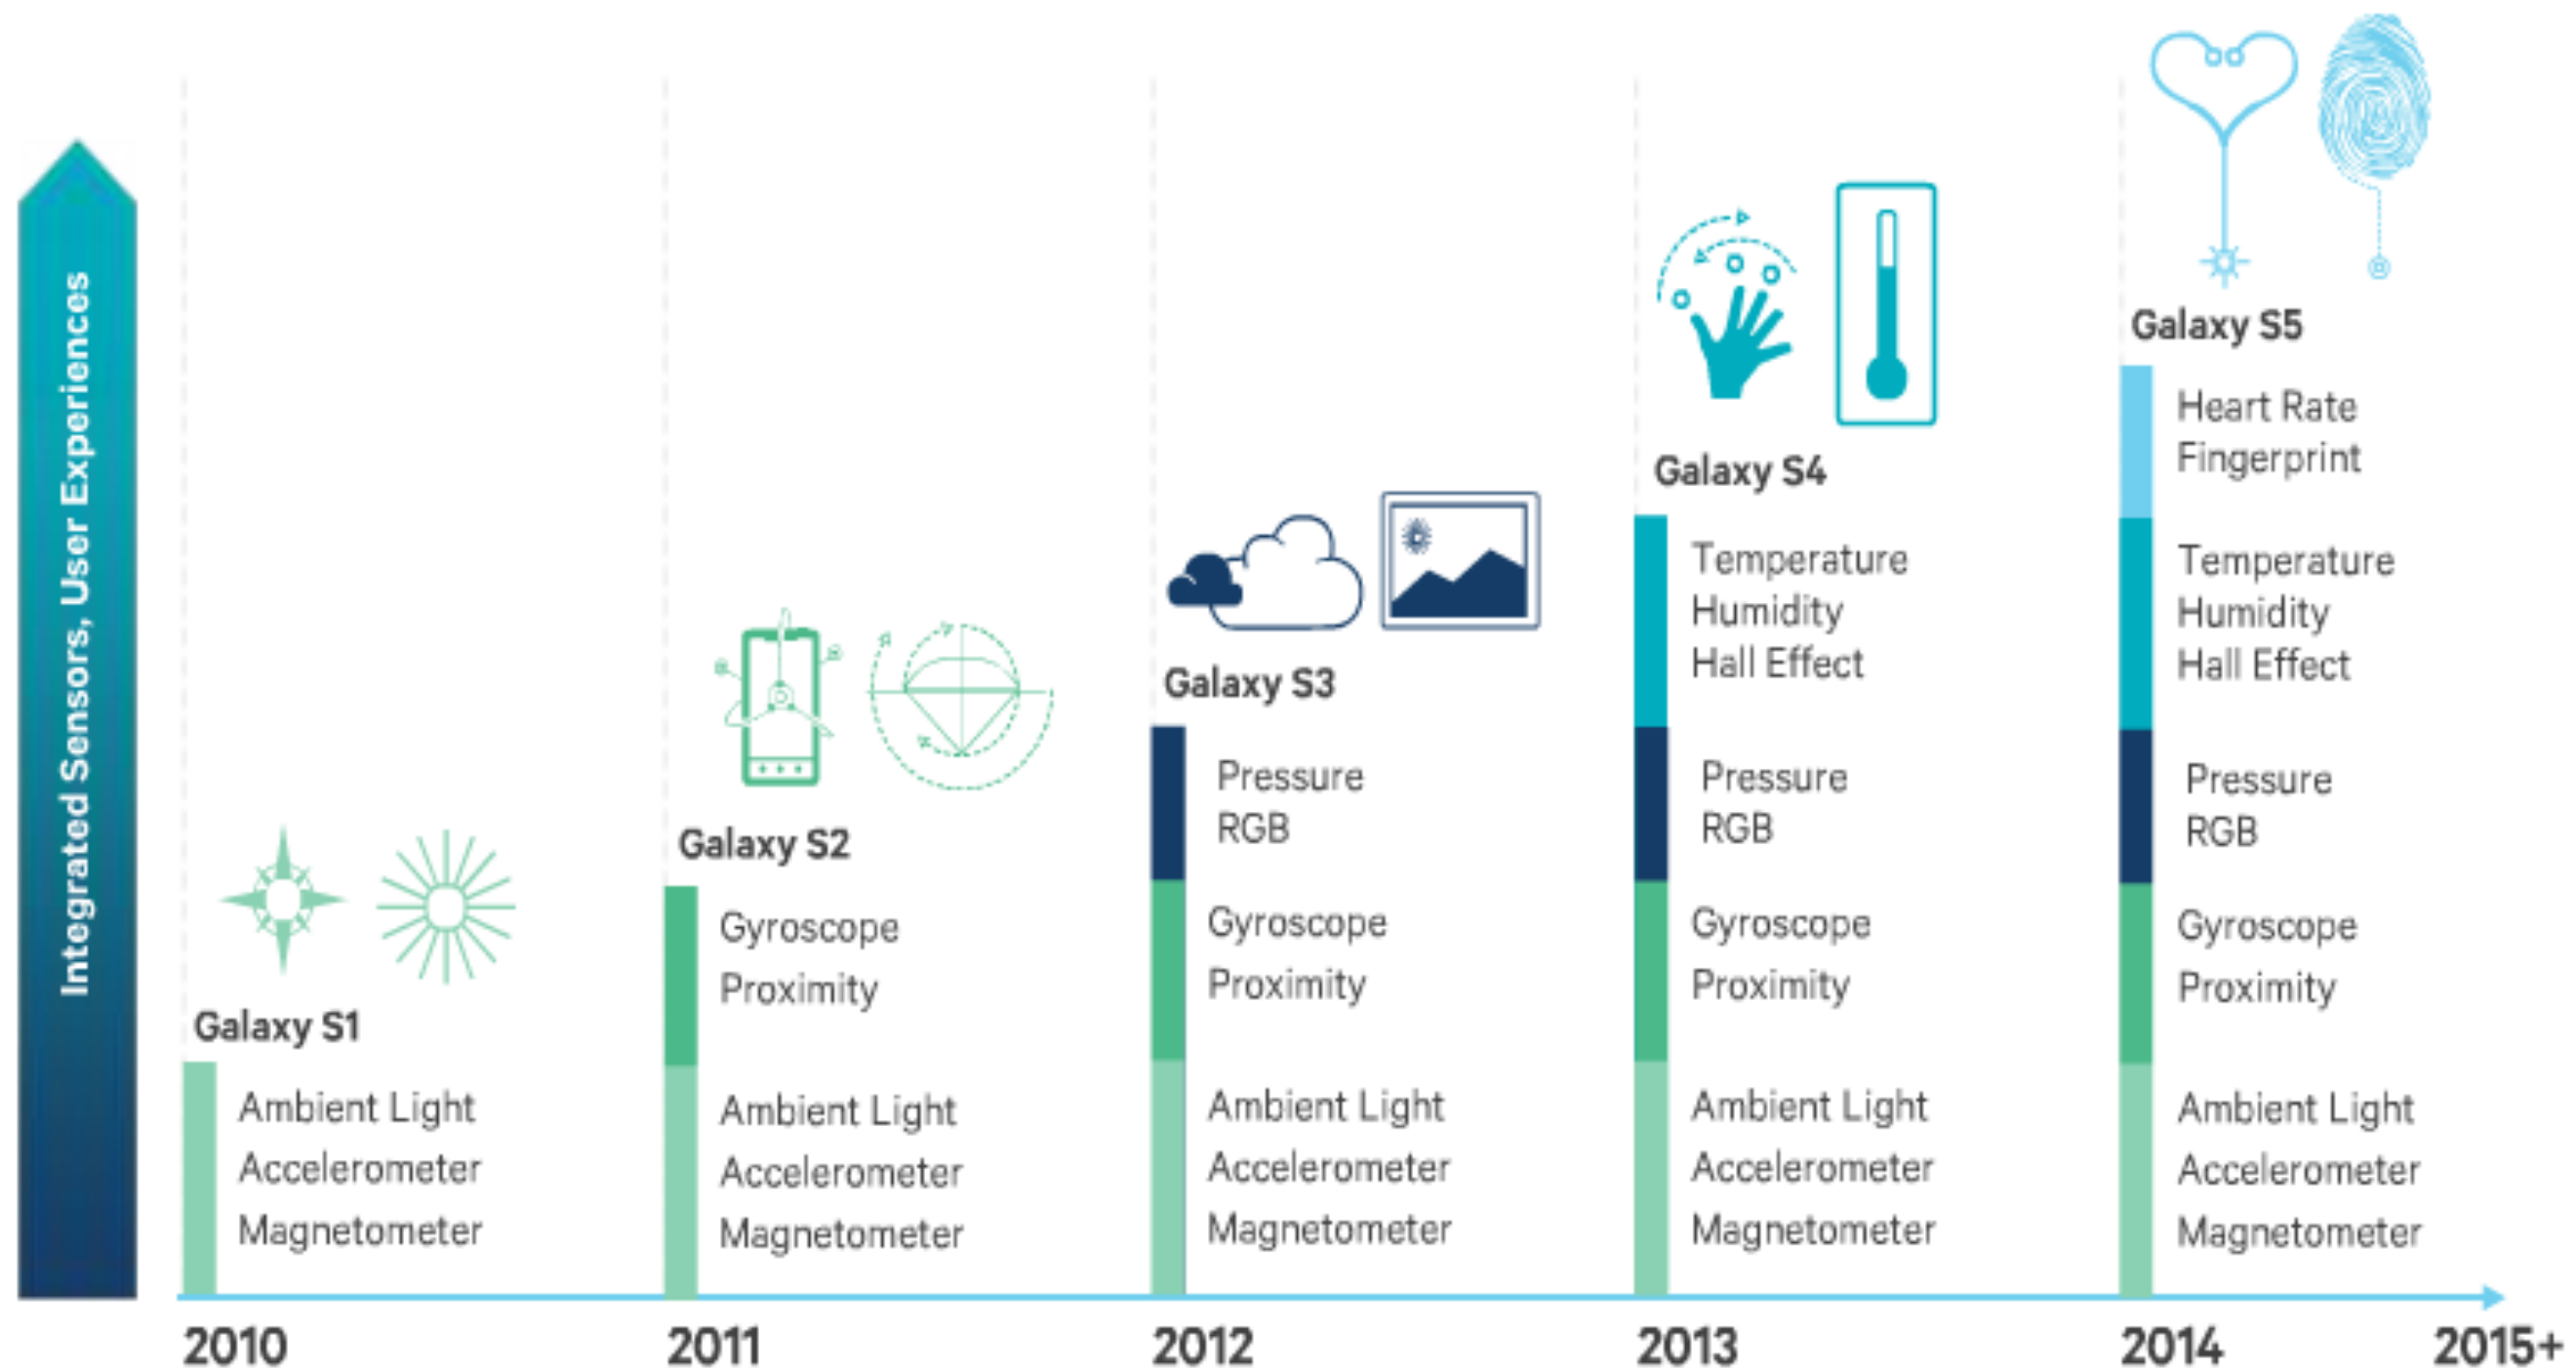 Integrated Sensors, User Experiences
Galaxy S1
Ambient Light
Accelerometer
Magnetometer
2010
Galaxy S2
Gyroscope
Proximity
Ambient Light
Accelerometer
Magnetometer
2011
Galaxy S3
Pressure
RGB
Gyroscope
Proximity
Ambient Light
Accelerometer
Magnetometer
2012
Galaxy S4
Temperature
Humidity
Hall Effect
Pressure
RGB
Gyroscope
Proximity
Ambient Light
Accelerometer
Magnetometer
2013
Galaxy S5
Heart Rate
Fingerprint
Temperature
Humidity
Hall Effect
Pressure
RGB
Gyroscope
Proximity
Ambient Light
Accelerometer
Magnetometer
2014
2015+